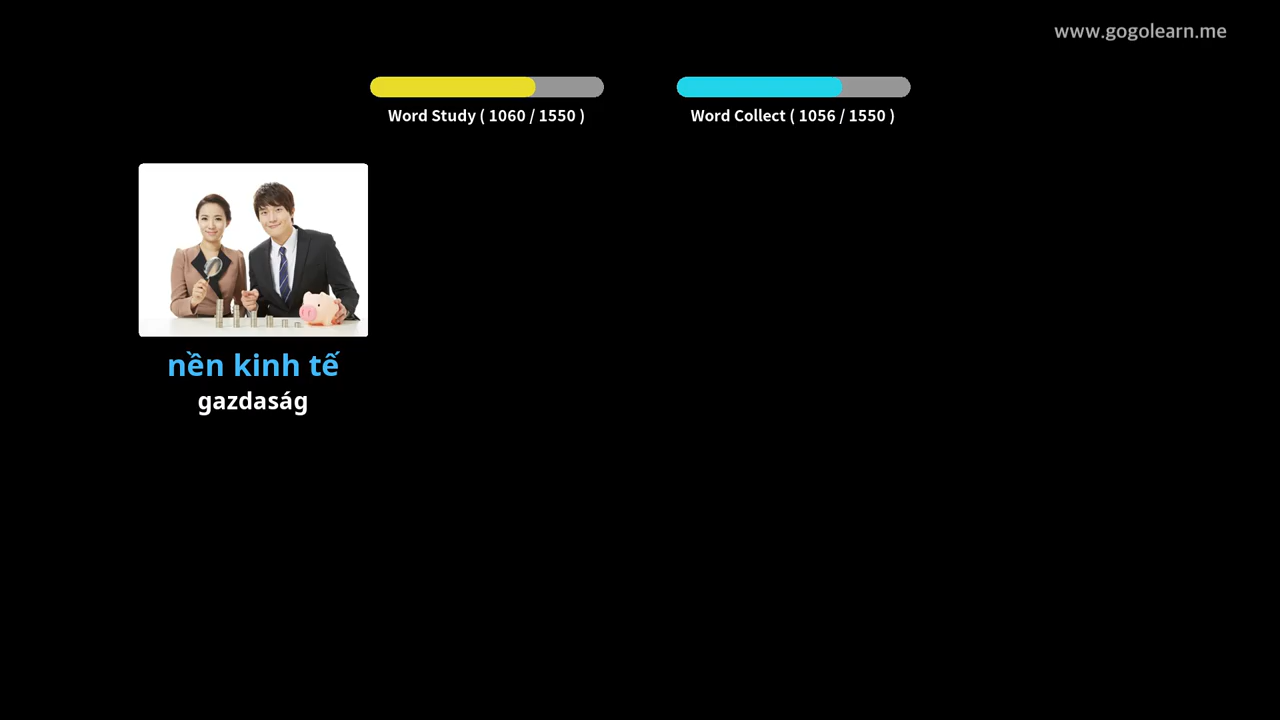 www.gogolearn.me
Word Study ( 1060 / 1550 )
Word Collect ( 1056 / 1550 )
nền kinh tế
gazdaság